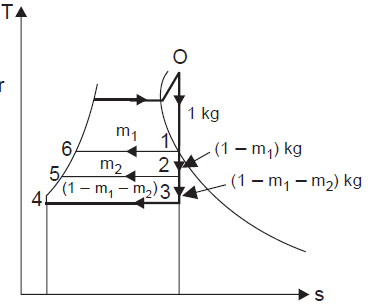 T
O
r
1 kg
m₁
1
6
(1 – m₁) kg
m₂
2
5
(1 – m₁ – m₂)
3
(1 – m₁ – m₂) kg
4
s